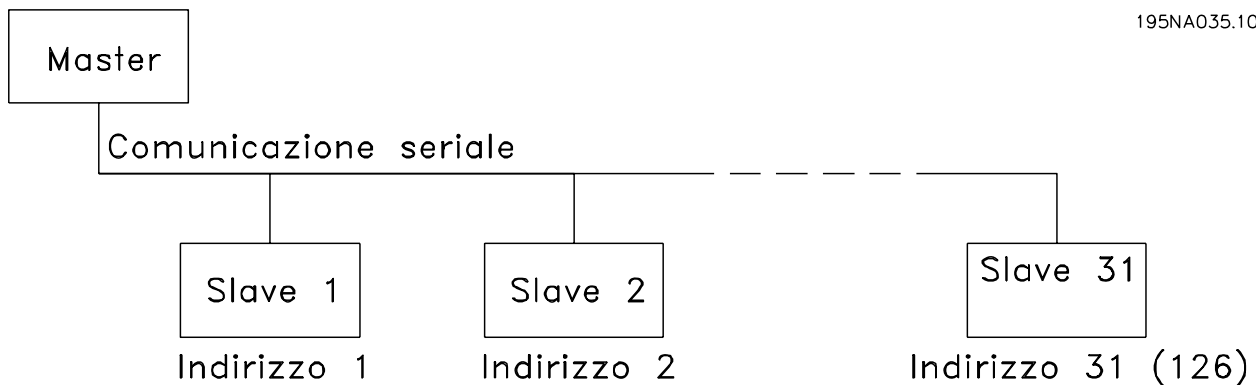 195NA035.10
Master
Comunicazione seriale
Slave 1
Slave 2
Slave 31
Indirizzo 1
Indirizzo 2
Indirizzo 31 (126)